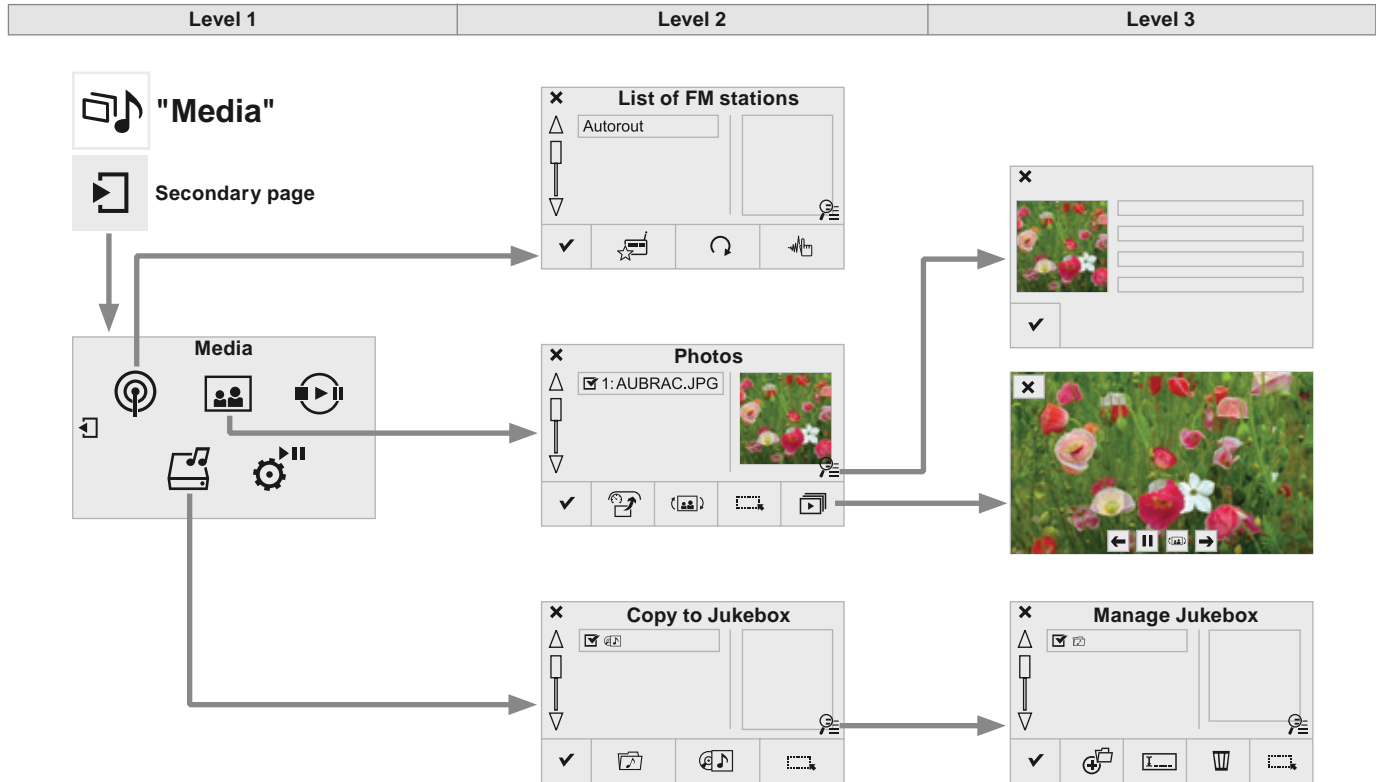 Level 1
Level 2
Level 3
"Media"
Secondary page
Media
List of FM stations
Autorout
Photos
1: AUBRAC.JPG
Copy to Jukebox
Manage Jukebox